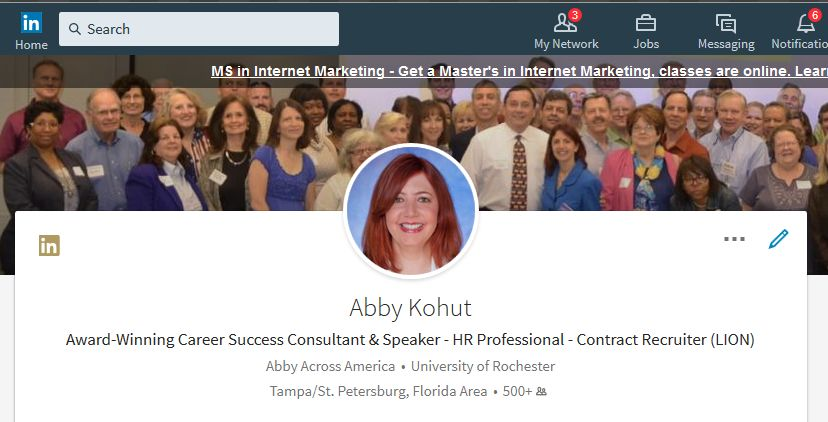 in
Search
3
6
Home
My Network
Jobs
Messaging
Notificatio
MS in Internet Marketing - Get a Master's in Internet Marketing, classes are online. Lear
in
Abby Kohut
Award-Winning Career Success Consultant & Speaker - HR Professional - Contract Recruiter (LION)
Abby Across America • University of Rochester
Tampa/St. Petersburg, Florida Area • 500+